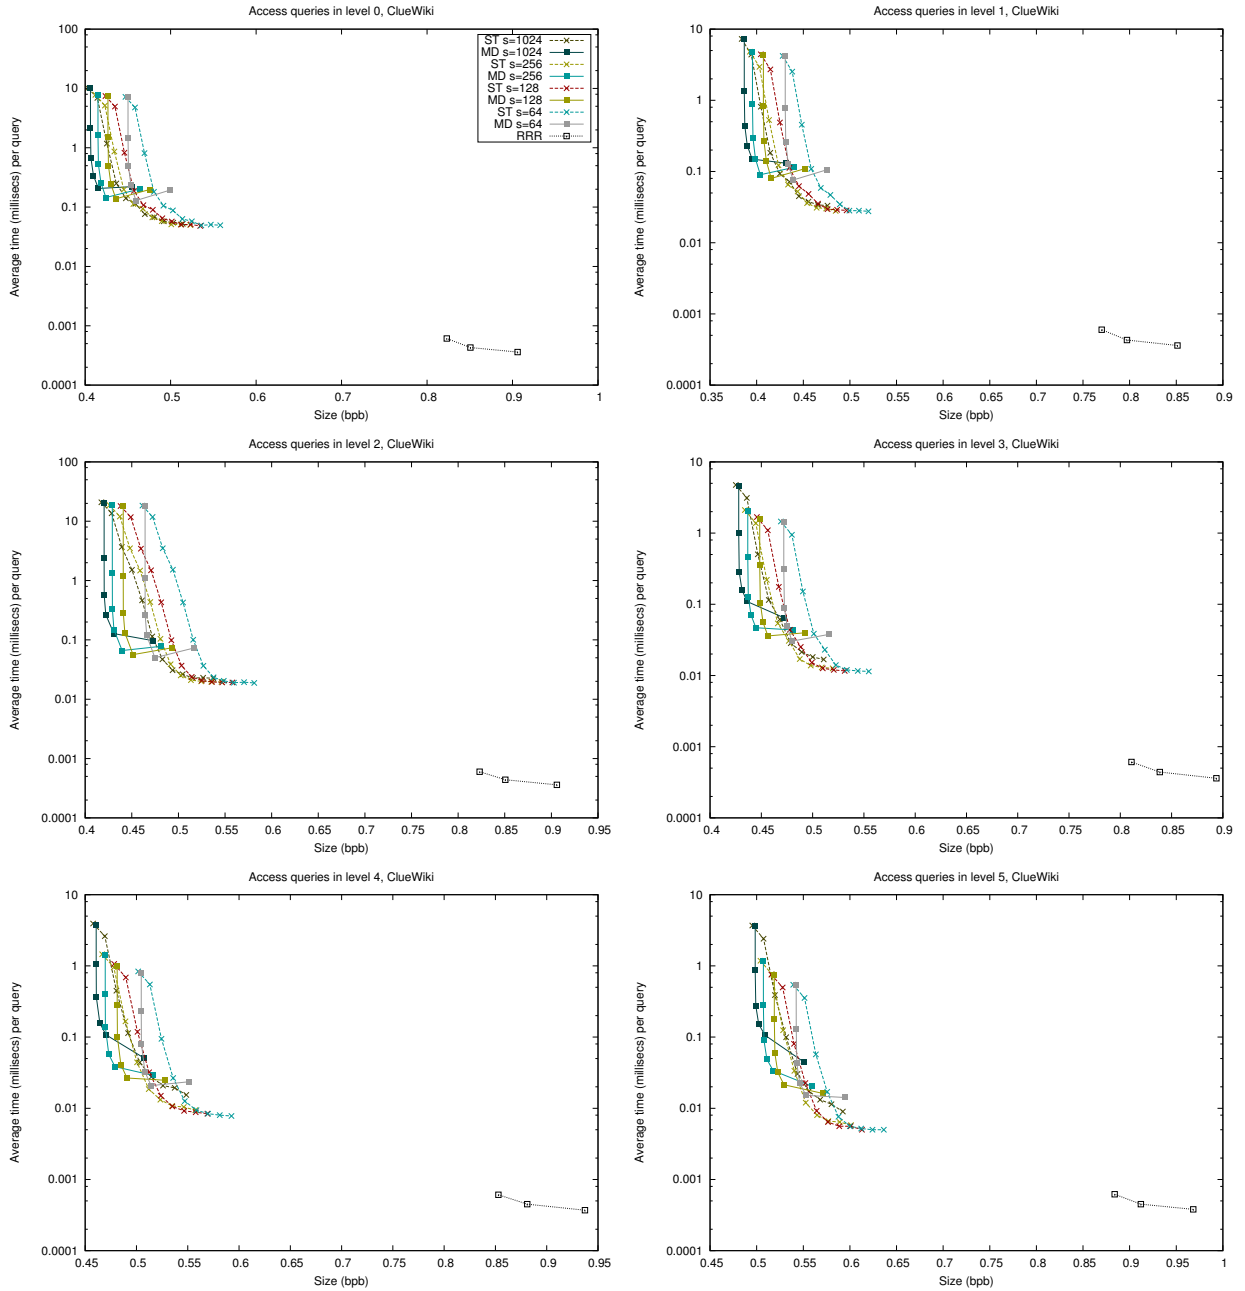 Access queries in level 0, ClueWiki
Average time (millisecs) per query
100
10
1
0.1
0.01
0.001
0.0001
ST s=1024
MD s=1024
ST s=256
MD s=256
ST s=128
MD s=128
ST s=64
MD s=64
RRR
0.4 0.5 0.6 0.7 0.8 0.9 1
Size (bpb)
Access queries in level 1, ClueWiki
Average time (millisecs) per query
10
1
0.1
0.01
0.001
0.0001
0.35 0.4 0.45 0.5 0.55 0.6 0.65 0.7 0.75 0.8 0.85 0.9
Size (bpb)
Access queries in level 2, ClueWiki
Average time (millisecs) per query
100
10
1
0.1
0.01
0.001
0.0001
0.4 0.45 0.5 0.55 0.6 0.65 0.7 0.75 0.8 0.85 0.9 0.95
Size (bpb)
Access queries in level 3, ClueWiki
Average time (millisecs) per query
10
1
0.1
0.01
0.001
0.0001
0.4 0.45 0.5 0.55 0.6 0.65 0.7 0.75 0.8 0.85 0.9
Size (bpb)
Access queries in level 4, ClueWiki
Average time (millisecs) per query
10
1
0.1
0.01
0.001
0.0001
0.45 0.5 0.55 0.6 0.65 0.7 0.75 0.8 0.85 0.9 0.95
Size (bpb)
Access queries in level 5, ClueWiki
Average time (millisecs) per query
10
1
0.1
0.01
0.001
0.0001
0.45 0.5 0.55 0.6 0.65 0.7 0.75 0.8 0.85 0.9 0.95 1
Size (bpb)